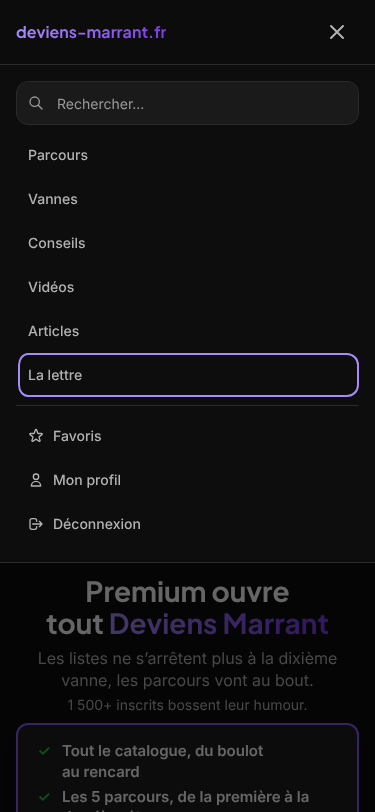 deviens-marrant.fr
Rechercher...
Parcours
Vannes
Conseils
Vidéos
Articles
La lettre
Favoris
Mon profil
Déconnexion
Premium ouvre
tout Deviens Marrant
Les listes ne s'arrêtent plus à la dixième
vanne, les parcours vont au bout.
1 500+ inscrits bossent leur humour.
Tout le catalogue, du boulot
au rencard
Les 5 parcours, de la première à la